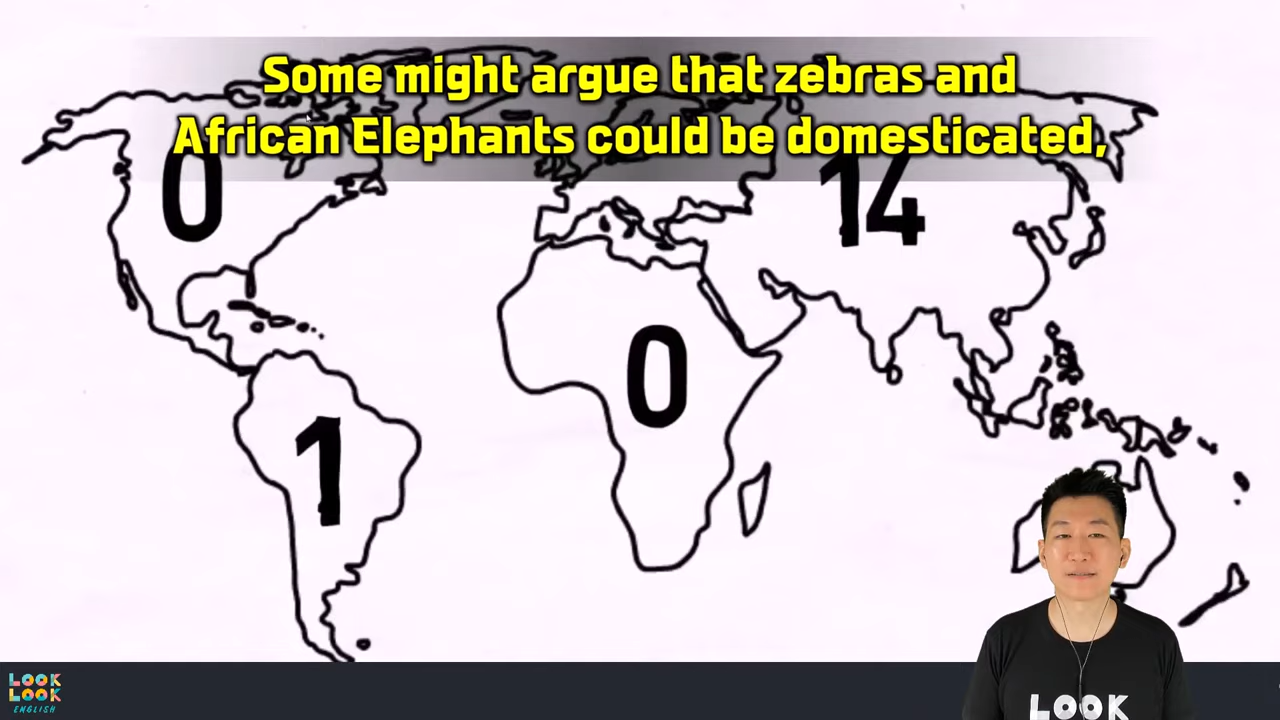 Some might argue that zebras and
African Elephants could be domesticated,
0
14
0
1
LOOK
LOOK
ENGLISH
LOOK